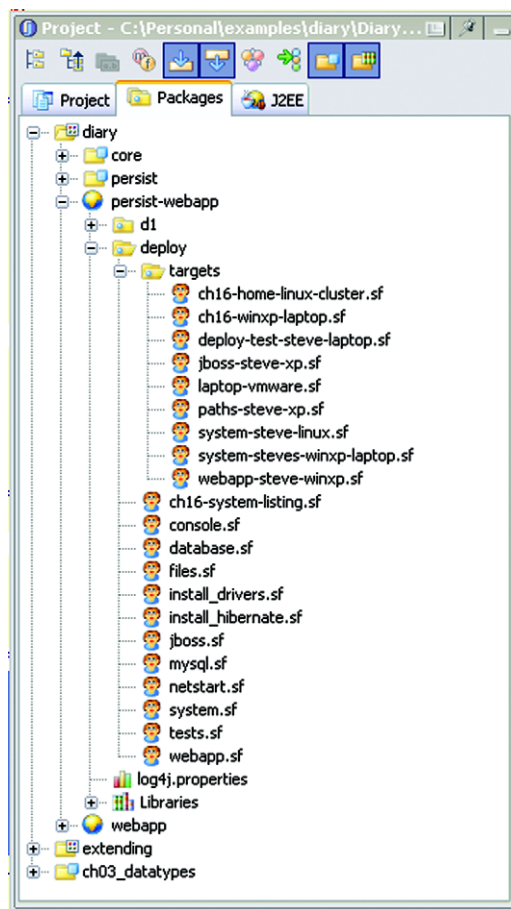 Project - C:\Personal\examples\diary\Diary...
Project Packages J2EE
diary
core
persist
persist-webapp
d1
deploy
targets
ch16-home-linux-cluster.sf
ch16-winxp-laptop.sf
deploy-test-steve-laptop.sf
jboss-steve-xp.sf
laptop-vmware.sf
paths-steve-xp.sf
system-steve-linux.sf
system-steves-winxp-laptop.sf
webapp-steve-winxp.sf
ch16-system-listing.sf
console.sf
database.sf
files.sf
install_drivers.sf
install_hibernate.sf
jboss.sf
mysql.sf
netstart.sf
system.sf
tests.sf
webapp.sf
log4j.properties
Libraries
webapp
extending
ch03_datatypes